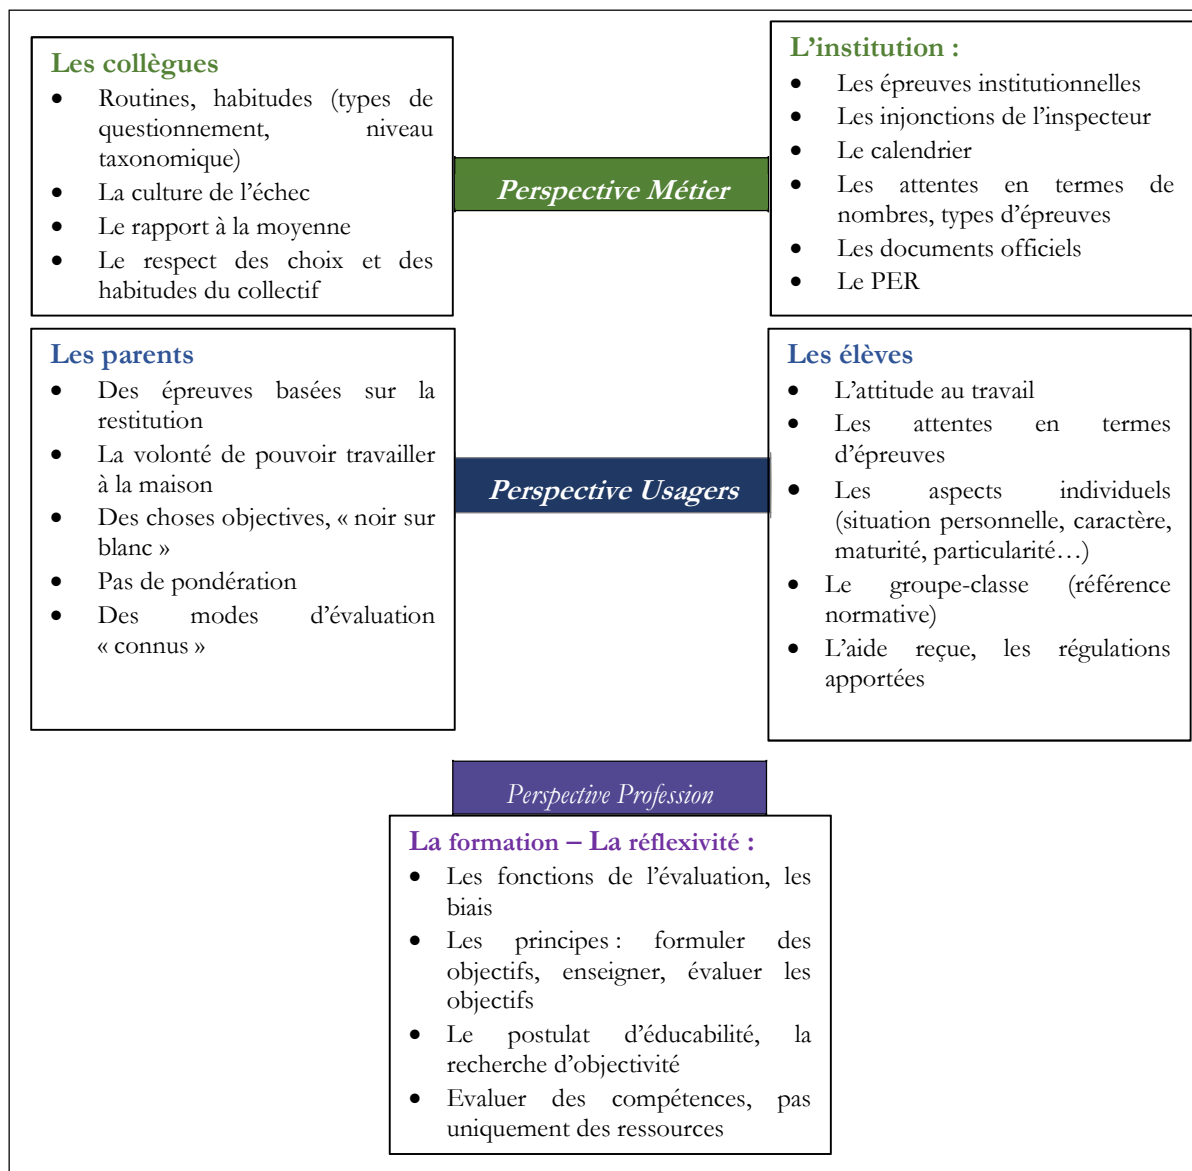 Les collègues
• Routines, habitudes (types de
questionnement, niveau
taxonomique)
• La culture de l'échec
• Le rapport à la moyenne
• Le respect des choix et des
habitudes du collectif
Perspective Métier
L'institution :
• Les épreuves institutionnelles
• Les injonctions de l'inspecteur
• Le calendrier
• Les attentes en termes de
nombres, types d'épreuves
• Les documents officiels
• Le PER
Les parents
• Des épreuves basées sur la
restitution
• La volonté de pouvoir travailler
à la maison
• Des choses objectives, « noir sur
blanc »
• Pas de pondération
• Des modes d'évaluation
« connus »
Perspective Usagers
Les élèves
• L'attitude au travail
• Les attentes en termes
d'épreuves
• Les aspects individuels
(situation personnelle, caractère,
maturité, particularité…)
• Le groupe-classe (référence
normative)
• L'aide reçue, les régulations
apportées
Perspective Profession
La formation – La réflexivité :
• Les fonctions de l'évaluation, les
biais
• Les principes : formuler des
objectifs, enseigner, évaluer les
objectifs
• Le postulat d'éducabilité, la
recherche d'objectivité
• Evaluer des compétences, pas
uniquement des ressources